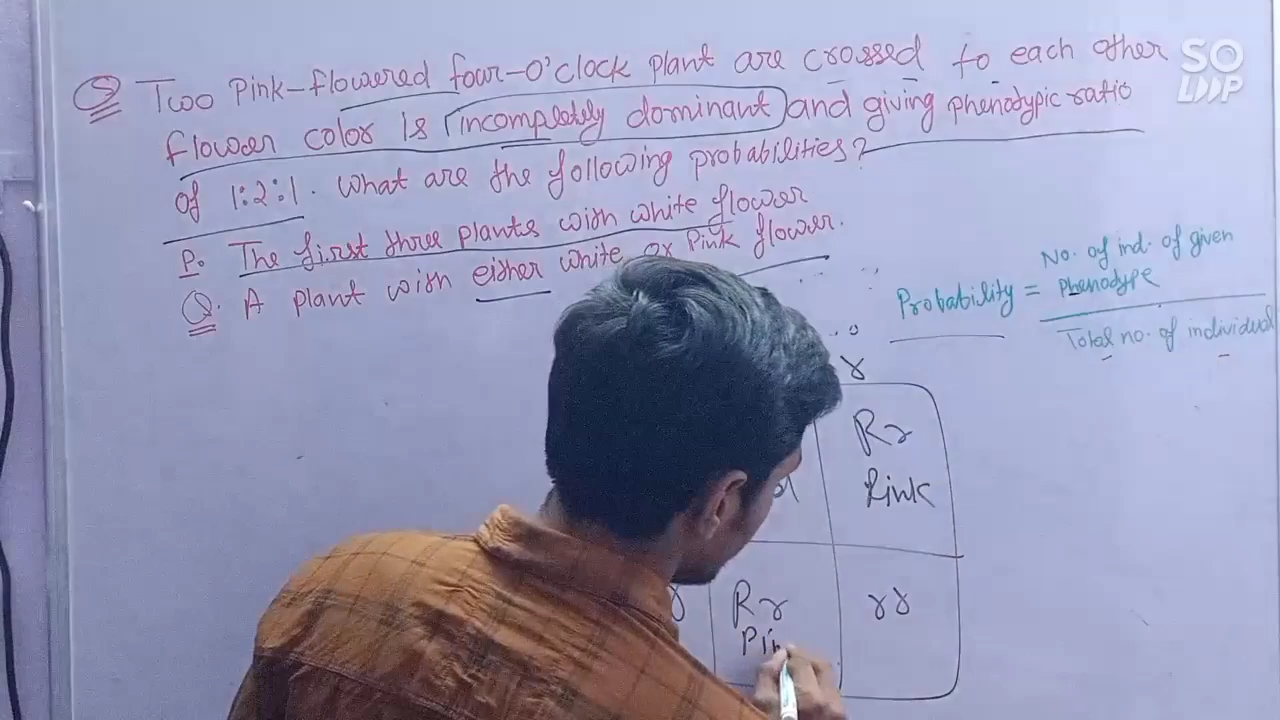 Q Two Pink-flowered four-o'clock plant are crossed to each other
flower color is incompletely dominant and giving phenotypic ratio
of 1:2:1. What are the following probabilities?
P. The first three plants with white flower
Q. A plant with either white or Pink flower.
Probability = No. of ind. of given
Phenotype
Total no. of individual
r
Rr
Pink
r
Rr
Pin
rr
SO
LOOP